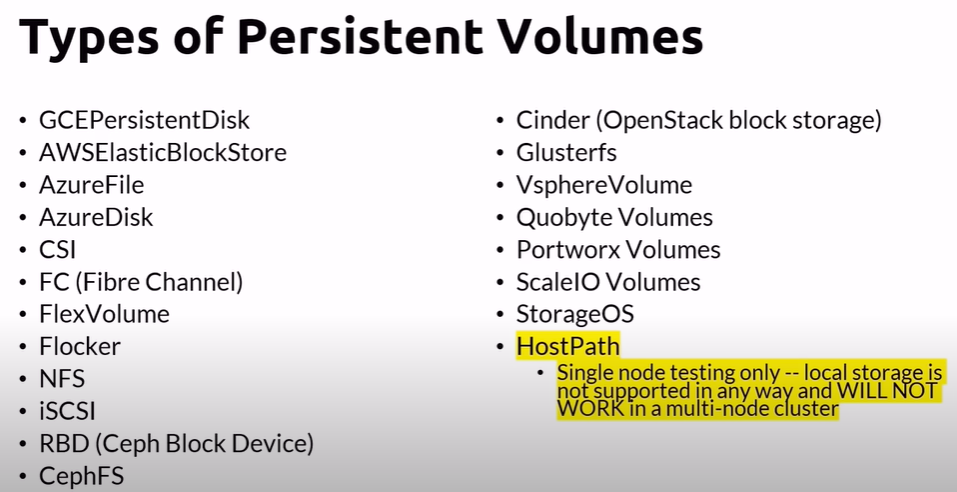 Types of Persistent Volumes
• GCEPersistentDisk
• AWSElasticBlockStore
• AzureFile
• AzureDisk
• CSI
• FC (Fibre Channel)
• FlexVolume
• Flocker
• NFS
• iSCSI
• RBD (Ceph Block Device)
• CephFS
• Cinder (OpenStack block storage)
• Glusterfs
• VsphereVolume
• Quobyte Volumes
• Portworx Volumes
• ScaleIO Volumes
• StorageOS
• HostPath
• Single node testing only -- local storage is
not supported in any way and WILL NOT
WORK in a multi-node cluster